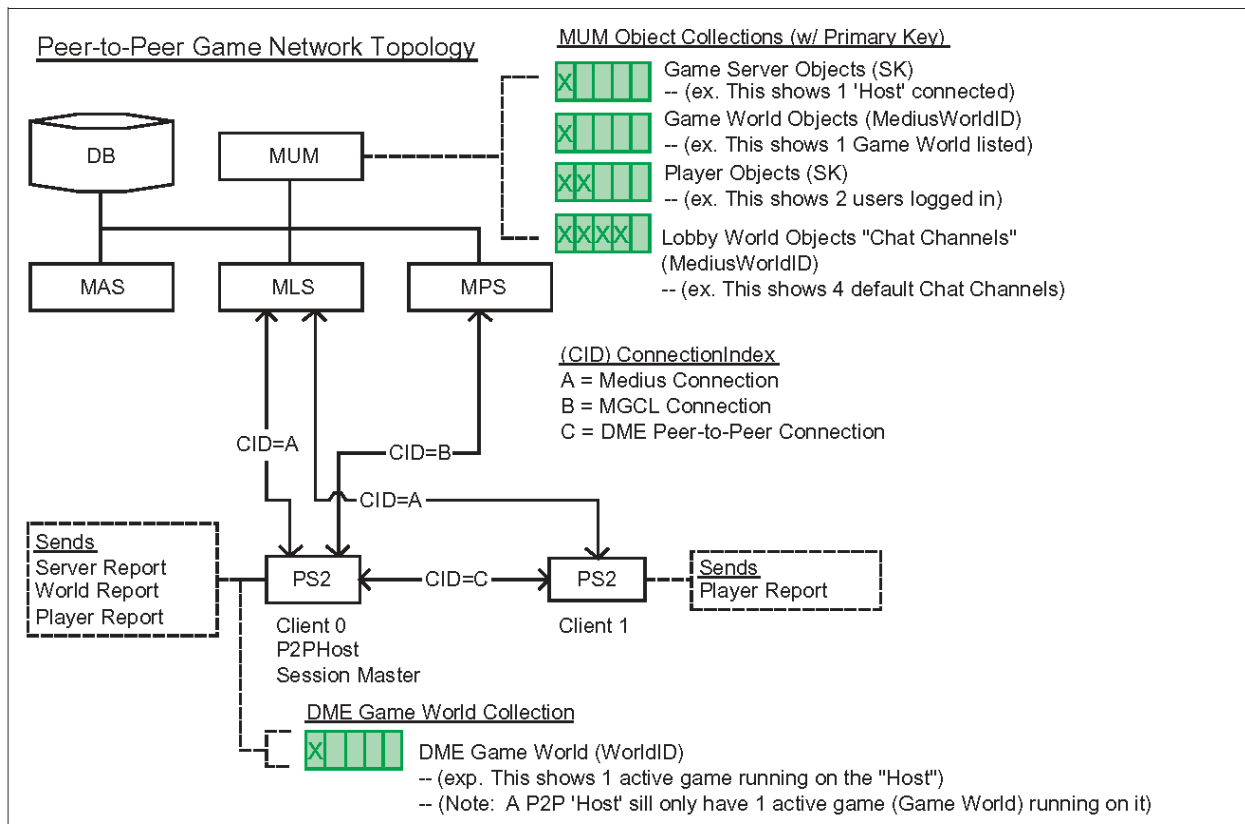 Peer-to-Peer Game Network Topology
MUM Object Collections (w/ Primary Key)
X
Game Server Objects (SK)
-- (ex. This shows 1 'Host' connected)
X
Game World Objects (MediusWorldID)
-- (ex. This shows 1 Game World listed)
X X
Player Objects (SK)
-- (ex. This shows 2 users logged in)
X X X X
Lobby World Objects "Chat Channels"
(MediusWorldID)
-- (ex. This shows 4 default Chat Channels)
DB
MUM
MAS
MLS
MPS
(CID) ConnectionIndex
A = Medius Connection
B = MGCL Connection
C = DME Peer-to-Peer Connection
CID=A
CID=B
CID=A
Sends
Server Report
World Report
Player Report
PS2
CID=C
PS2
Sends
Player Report
Client 0
P2PHost
Session Master
Client 1
DME Game World Collection
X
DME Game World (WorldID)
-- (exp. This shows 1 active game running on the "Host")
-- (Note:  A P2P 'Host' sill only have 1 active game (Game World) running on it)